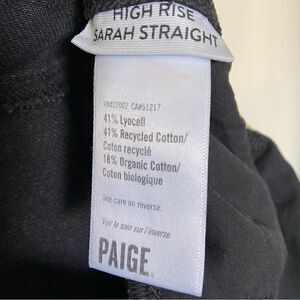 HIGH RISE
SARAH STRAIGHT
RN#27002 CA#51217
41% Lyocell
41% Recycled Cotton/
Coton recyclé
18% Organic Cotton/
Coton biologique
See care on reverse.
Voir le soin sur l'inverse.
PAIGE